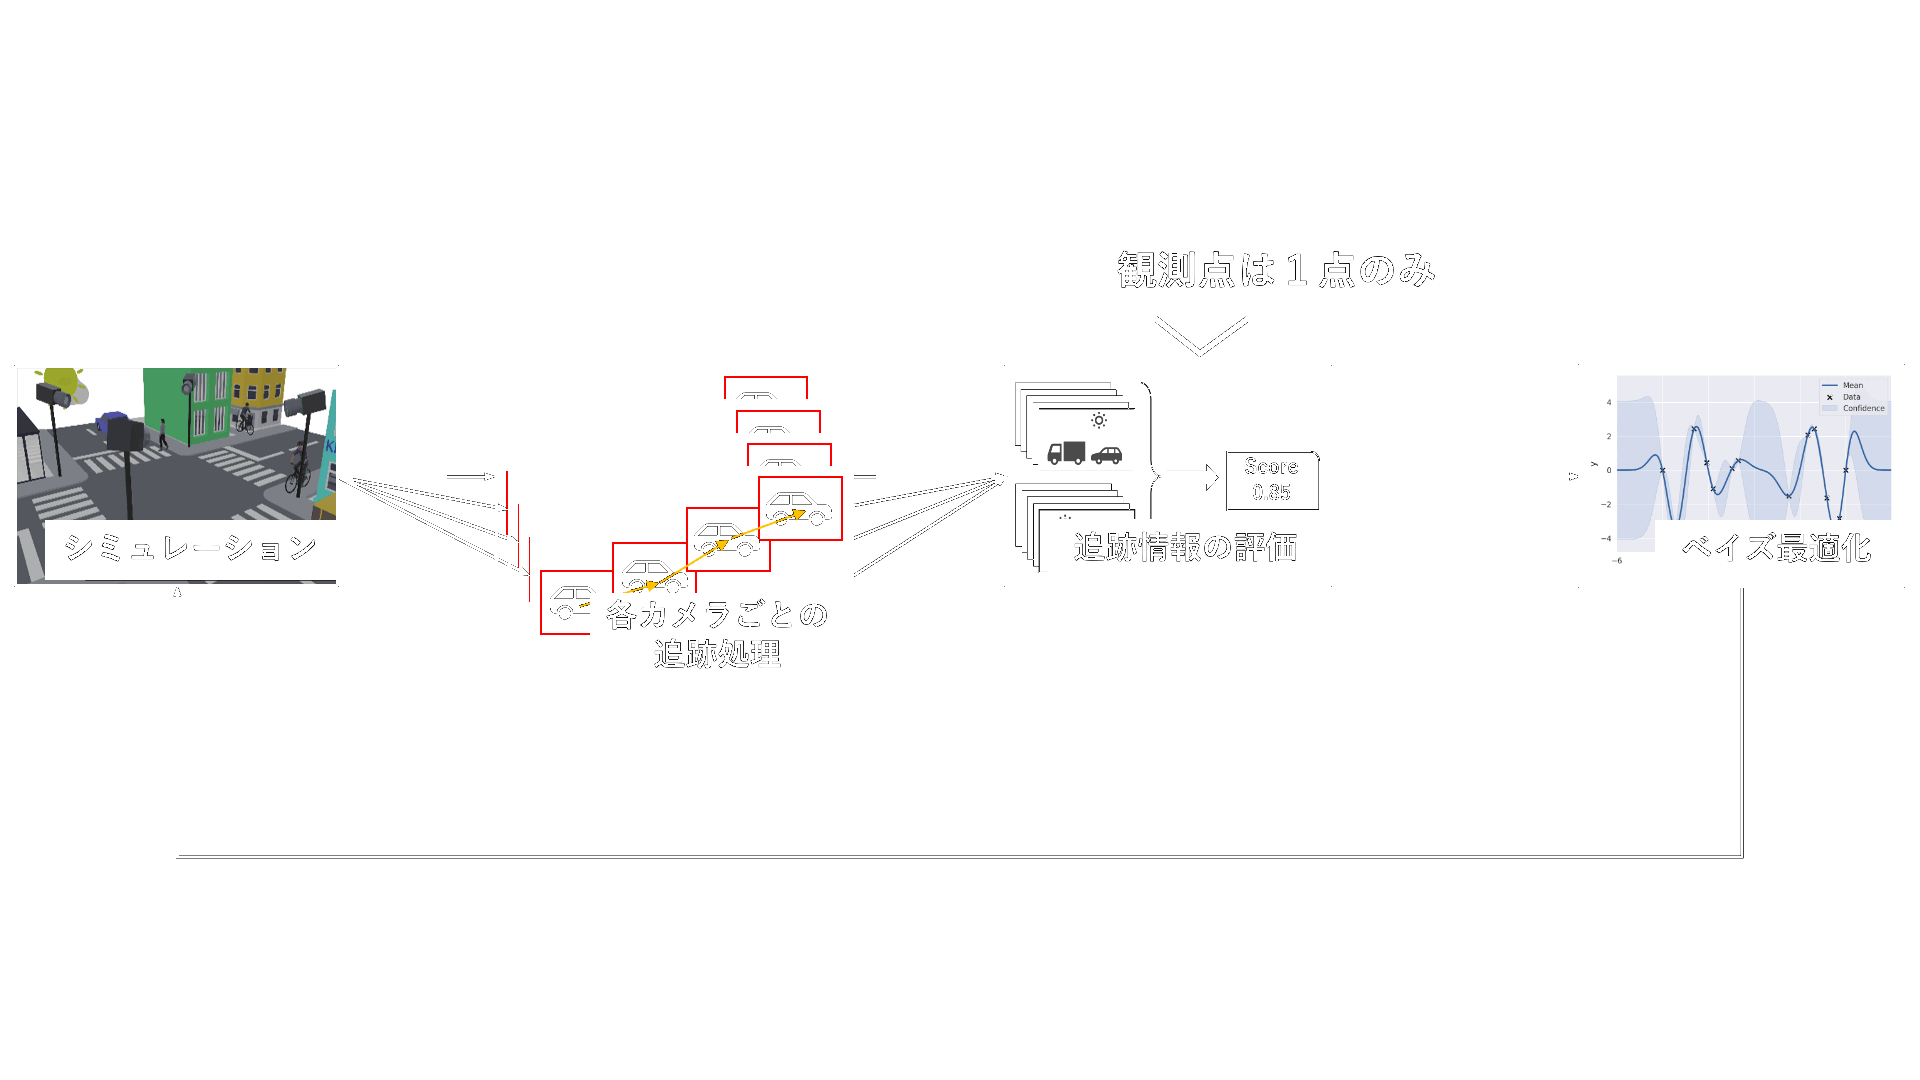 観測点は1点のみ
シミュレーション
各カメラごとの
追跡処理
追跡情報の評価
Score
0.85
Mean
Data
Confidence
4
2
0
−2
−4
−6
y
ベイズ最適化